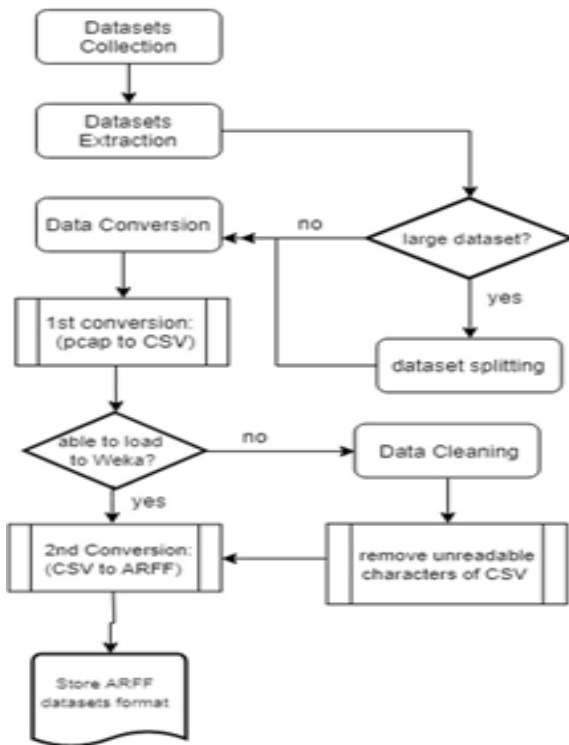 Datasets
Collection
Datasets
Extraction
large dataset?
no
yes
dataset splitting
Data Conversion
1st conversion:
(pcap to CSV)
able to load
to Weka?
no
yes
Data Cleaning
remove unreadable
characters of CSV
2nd Conversion:
(CSV to ARFF)
Store ARFF
datasets format